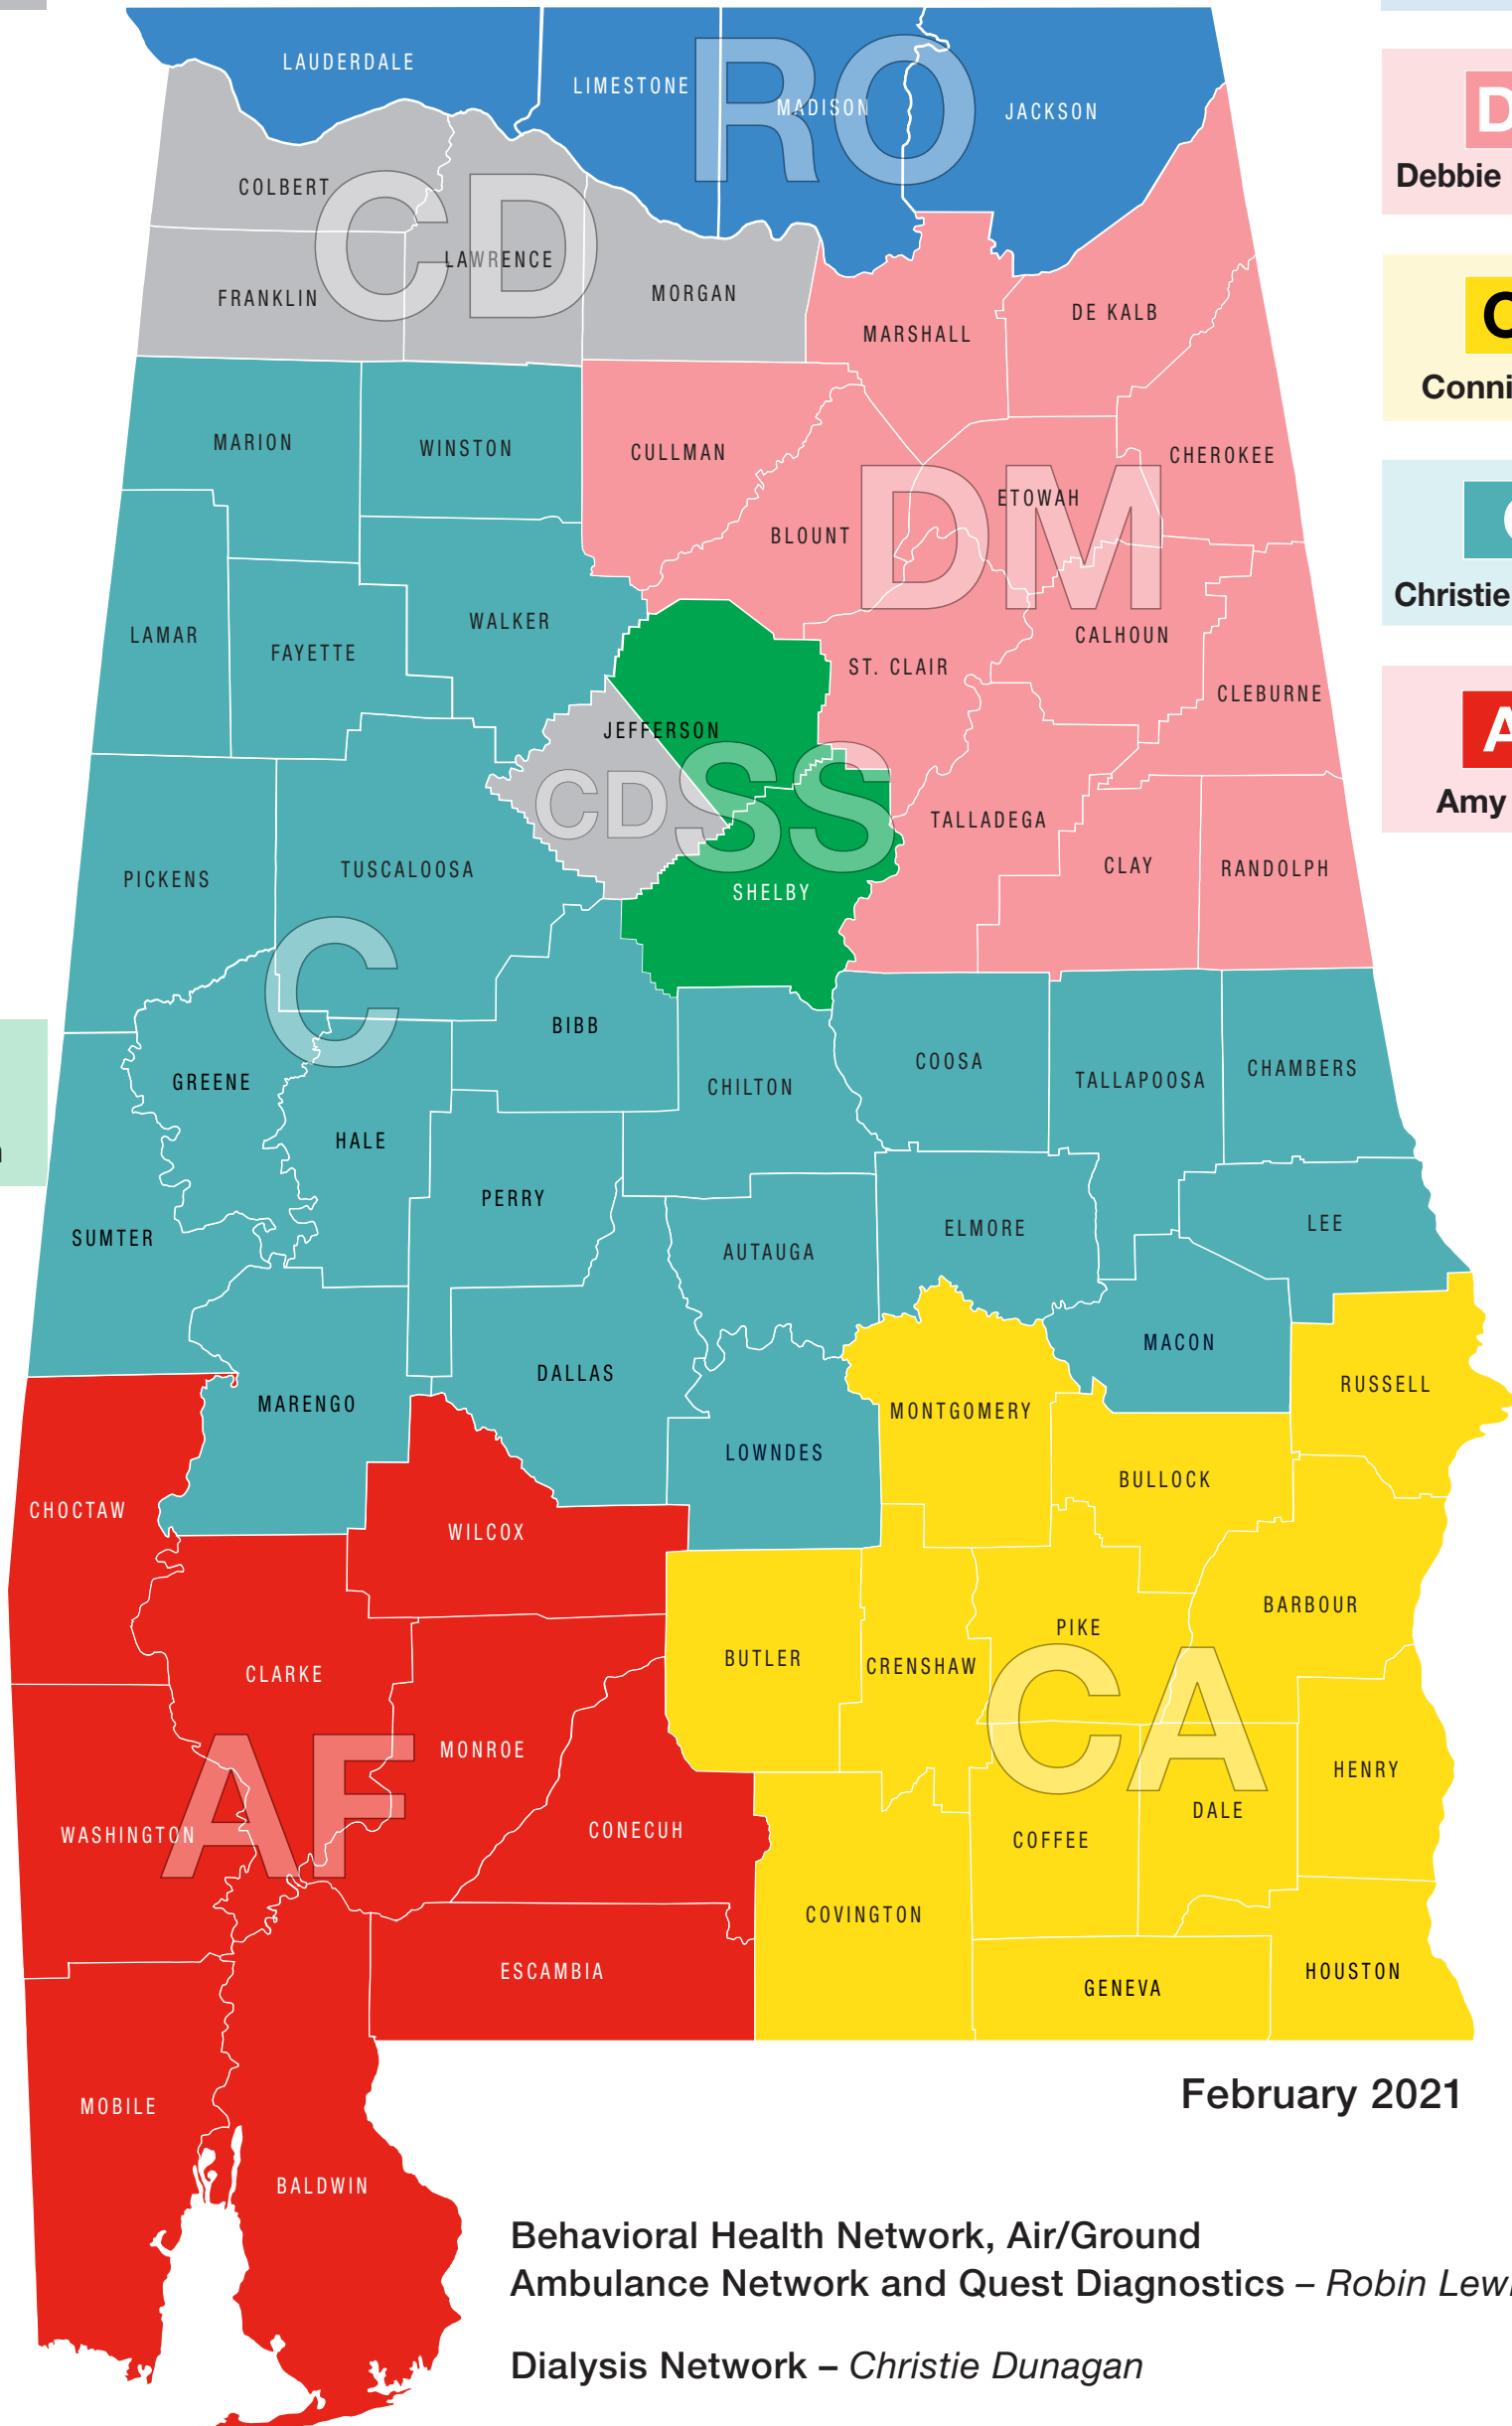 LAUDERDALE
LIMESTONE
MADISON
JACKSON
RO
Debbie
COLBERT
CD
LAWRENCE
FRANKLIN
MORGAN
MARSHALL
DE KALB
MARION
WINSTON
CULLMAN
CHEROKEE
DM
ETOWAH
BLOUNT
LAMAR
FAYETTE
WALKER
ST. CLAIR
CALHOUN
CLEBURNE
Christie
JEFFERSON
CD
SS
Amy
PICKENS
TUSCALOOSA
SHELBY
TALLADEGA
CLAY
RANDOLPH
C
GREENE
BIBB
CHILTON
COOSA
TALLAPOOSA
CHAMBERS
HALE
PERRY
SUMTER
AUTAUGA
ELMORE
LEE
MARENGO
DALLAS
MACON
RUSSELL
LOWNDES
MONTGOMERY
BULLOCK
CHOCTAW
WILCOX
BARBOUR
CLARKE
BUTLER
CRENSHAW
PIKE
CA
AF
MONROE
HENRY
WASHINGTON
CONECUH
COFFEE
DALE
COVINGTON
ESCAMBIA
GENEVA
HOUSTON
MOBILE
February 2021
BALDWIN
Behavioral Health Network, Air/Ground
Ambulance Network and Quest Diagnostics – Robin
Dialysis Network – Christie Dunagan